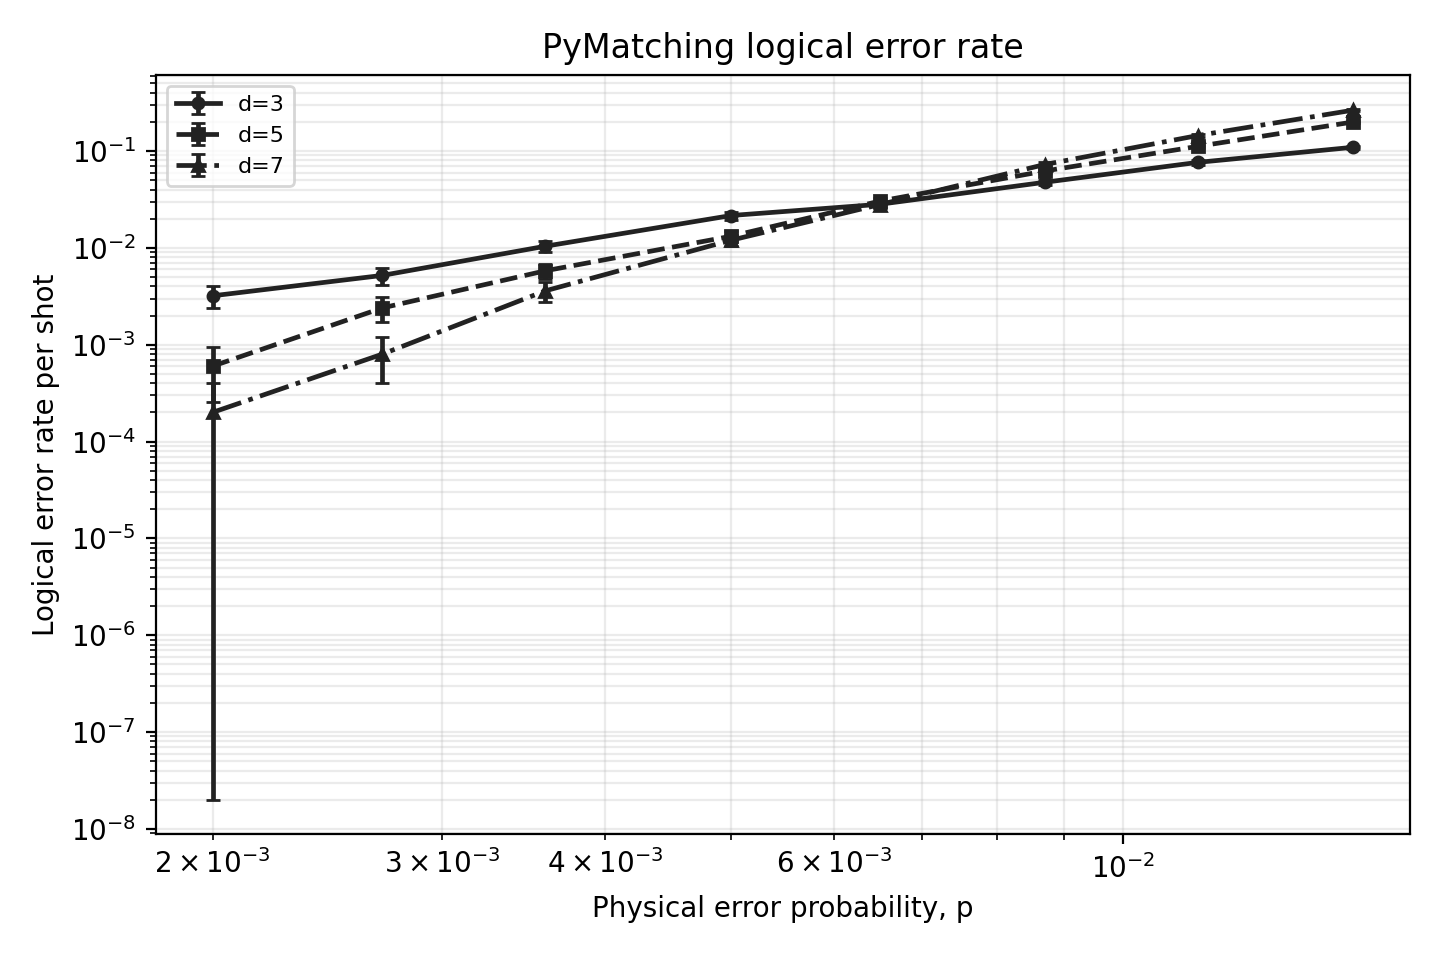 PyMatching logical error rate
d=3
d=5
d=7
Logical error rate per shot
10⁻¹
10⁻²
10⁻³
10⁻⁴
10⁻⁵
10⁻⁶
10⁻⁷
10⁻⁸
2 × 10⁻³ 3 × 10⁻³ 4 × 10⁻³ 6 × 10⁻³ 10⁻²
Physical error probability, p